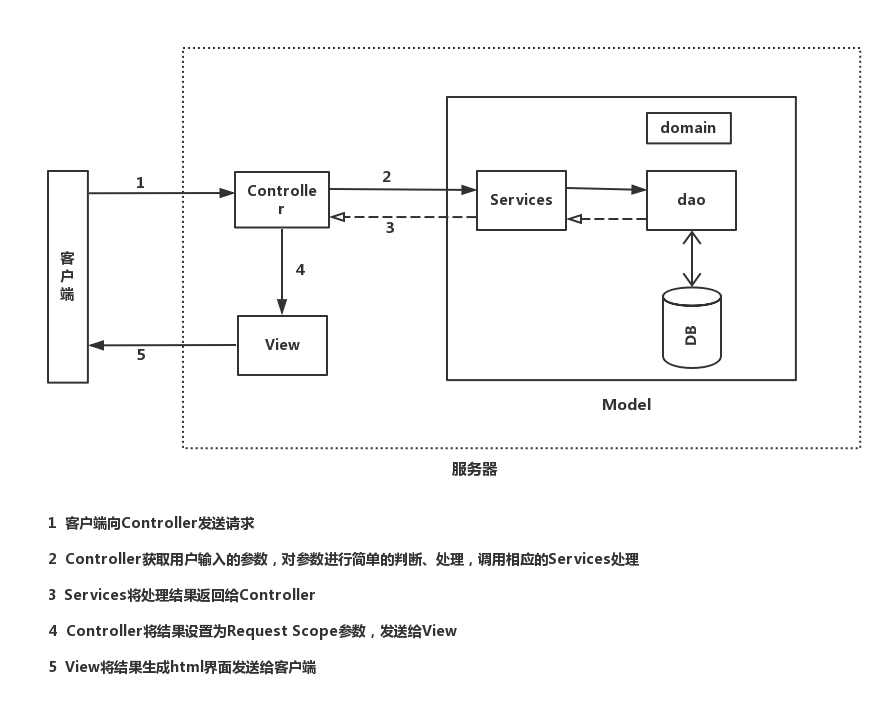 domain
1
2
Controlle
r
Services
dao
3
客
户
端
4
DB
View
5
Model
服务器
1 客户端向Controller发送请求
2 Controller获取用户输入的参数，对参数进行简单的判断、处理，调用相应的Services处理
3 Services将处理结果返回给Controller
4 Controller将结果设置为Request Scope参数，发送给View
5 View将结果生成html界面发送给客户端